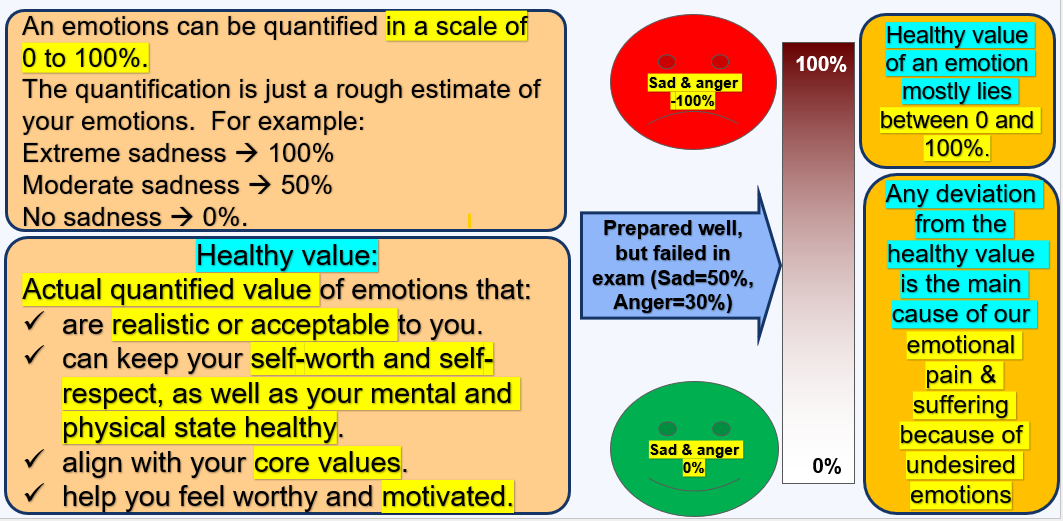 An emotions can be quantified in a scale of
0 to 100%.
The quantification is just a rough estimate of
your emotions.  For example:
Extreme sadness → 100%
Moderate sadness → 50%
No sadness → 0%.
Healthy value:
Actual quantified value of emotions that:
✓ are realistic or acceptable to you.
✓ can keep your self-worth and self-
respect, as well as your mental and
physical state healthy.
✓ align with your core values.
✓ help you feel worthy and motivated.
Sad & anger
-100%
Prepared well,
but failed in
exam (Sad=50%,
Anger=30%)
Sad & anger
0%
100%
0%
Healthy value
of an emotion
mostly lies
between 0 and
100%.
Any deviation
from the
healthy value
is the main
cause of our
emotional
pain &
suffering
because of
undesired
emotions